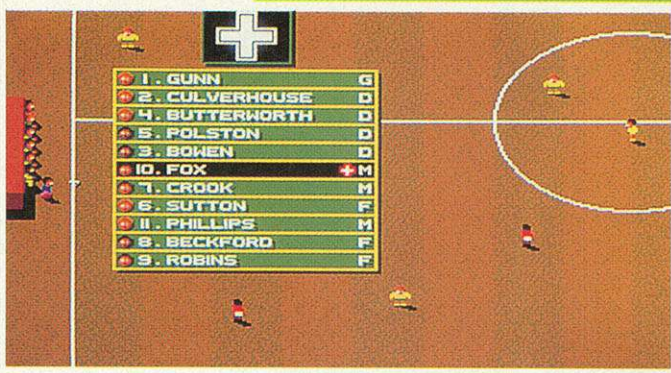 1. GUNN G
2. CULVERHOUSE D
4. BUTTERWORTH D
5. POLSTON D
3. BOWEN D
10. FOX M
7. CROOK M
6. SUTTON F
11. PHILLIPS M
8. BECKFORD F
9. ROBINS F